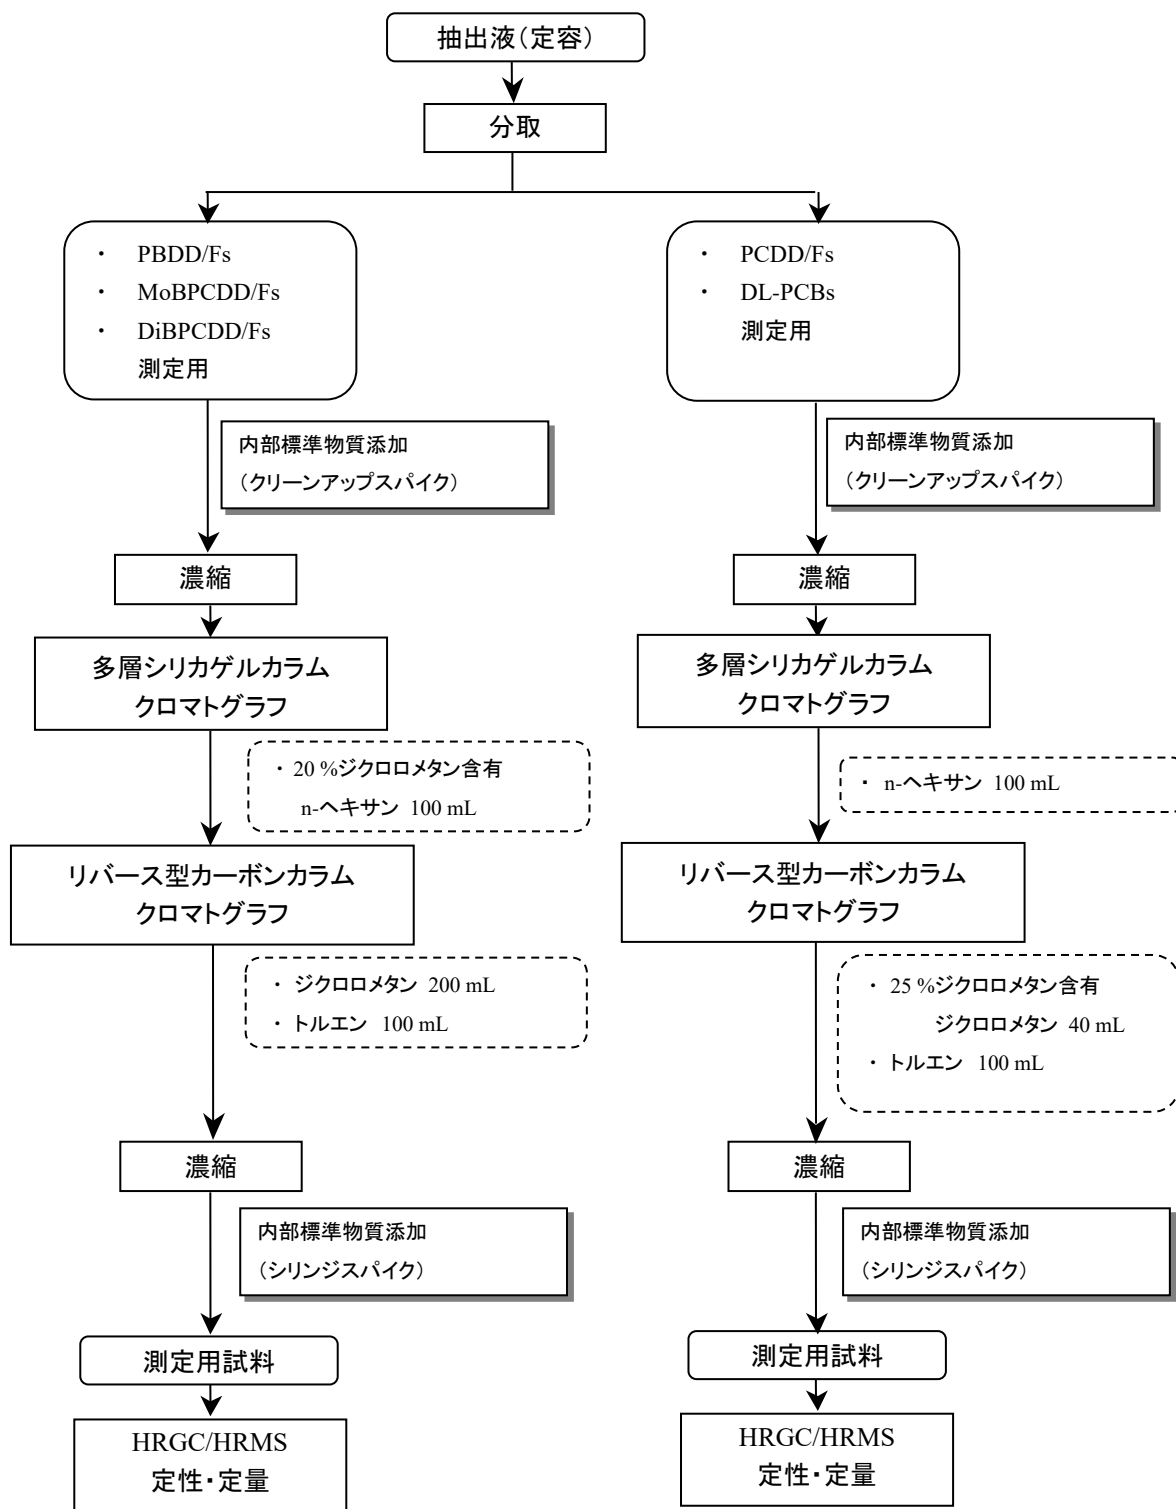 抽出液（定容）
分取
・ PBDD/Fs
・ MoBPCDD/Fs
・ DiBPCDD/Fs
測定用
内部標準物質添加
（クリーンアップスパイク）
濃縮
多層シリカゲルカラム
クロマトグラフ
・ 20 %ジクロロメタン含有
n-ヘキサン 100 mL
リバース型カーボンカラム
クロマトグラフ
・ ジクロロメタン 200 mL
・ トルエン 100 mL
濃縮
内部標準物質添加
（シリンジスパイク）
測定用試料
HRGC/HRMS
定性・定量
・ PCDD/Fs
・ DL-PCBs
測定用
内部標準物質添加
（クリーンアップスパイク）
濃縮
多層シリカゲルカラム
クロマトグラフ
・ n-ヘキサン 100 mL
リバース型カーボンカラム
クロマトグラフ
・ 25 %ジクロロメタン含有
ジクロロメタン 40 mL
・ トルエン 100 mL
濃縮
内部標準物質添加
（シリンジスパイク）
測定用試料
HRGC/HRMS
定性・定量